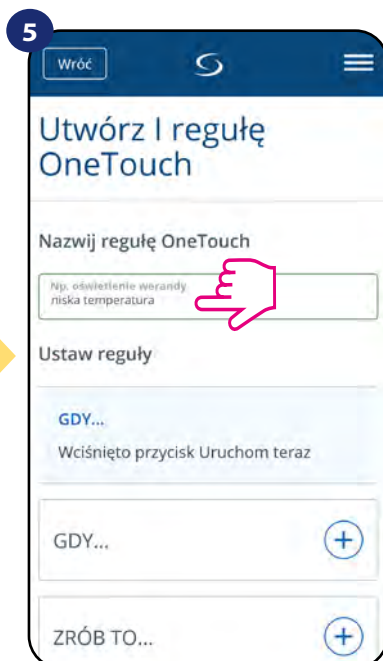 5
Wróć
Utwórz I regułę
OneTouch
Nazwij regułę OneTouch
Np. oświetlenie werandy
niska temperatura
Ustaw reguły
GDY...
Wciśnięto przycisk Uruchom teraz
GDY...
ZRÓB TO...